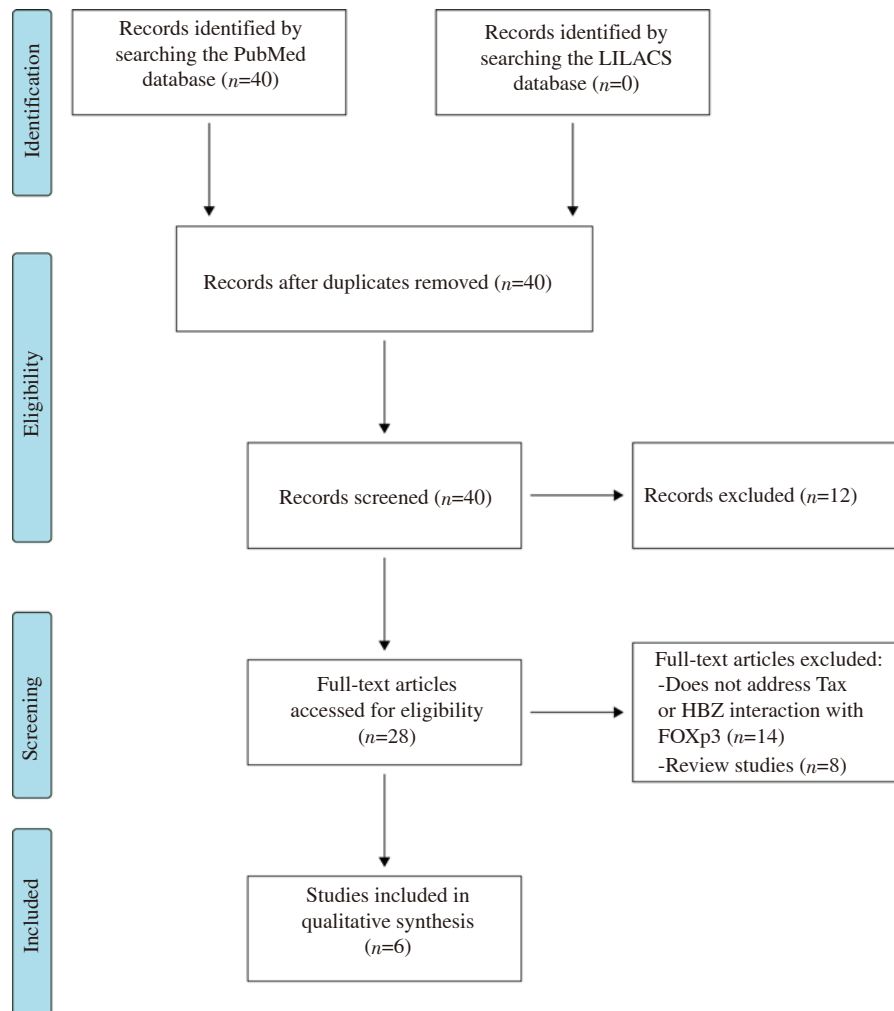 Identification
Records identified by
searching the PubMed
database (n=40)
Records identified by
searching the LILACS
database (n=0)
Eligibility
Records after duplicates removed (n=40)
Records screened (n=40)
Records excluded (n=12)
Screening
Full-text articles
accessed for eligibility
(n=28)
Full-text articles excluded:
-Does not address Tax
or HBZ interaction with
FOXp3 (n=14)
-Review studies (n=8)
Included
Studies included in
qualitative synthesis
(n=6)